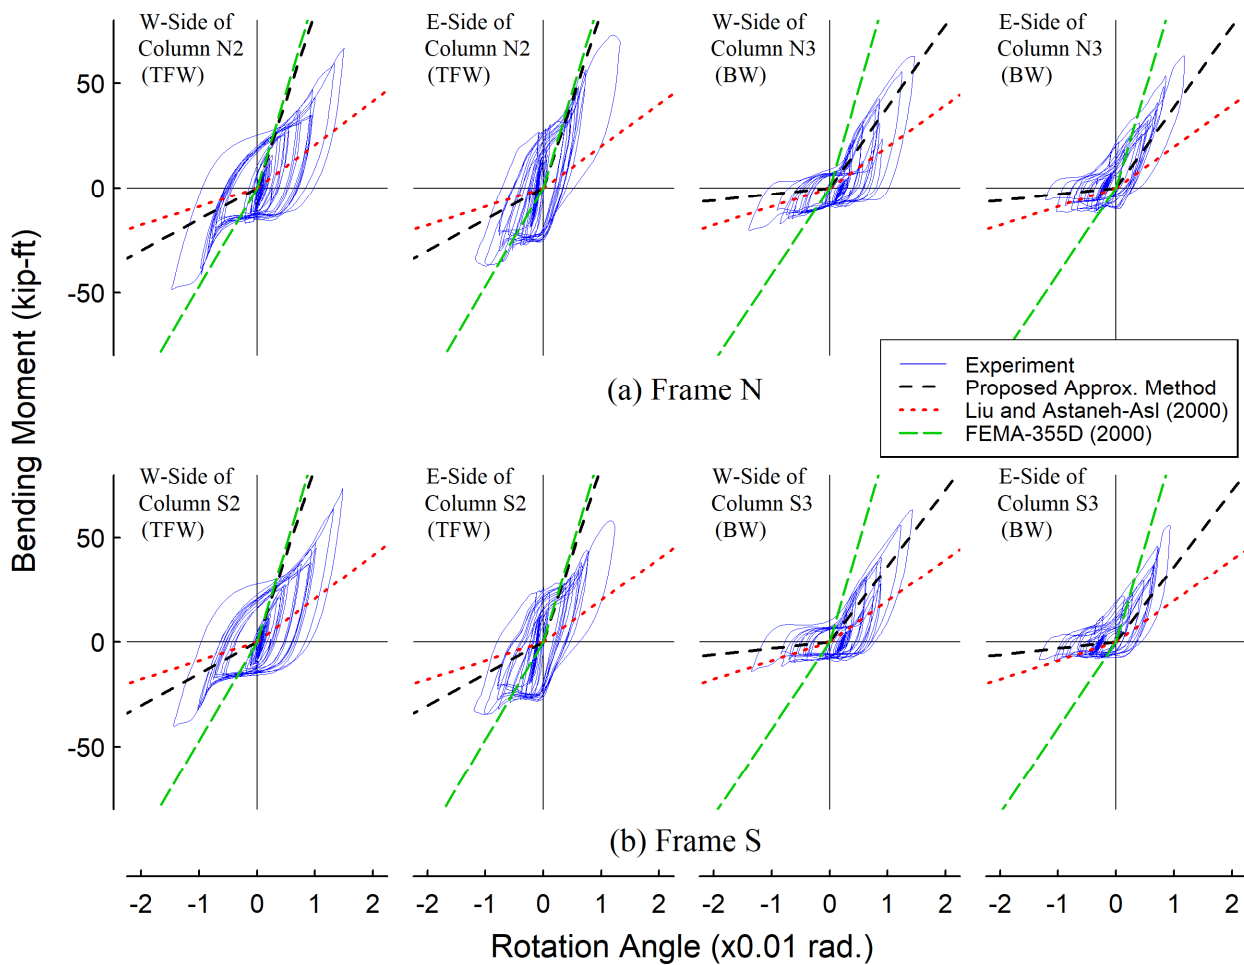 W-Side of
Column N2
(TFW)
E-Side of
Column N2
(TFW)
W-Side of
Column N3
(BW)
E-Side of
Column N3
(BW)
50
0
-50
(a) Frame N
Experiment
Proposed Approx. Method
Liu and Astaneh-Asl (2000)
FEMA-355D (2000)
Bending Moment (kip-ft)
W-Side of
Column S2
(TFW)
E-Side of
Column S2
(TFW)
W-Side of
Column S3
(BW)
E-Side of
Column S3
(BW)
50
0
-50
(b) Frame S
-2 -1 0 1 2 -2 -1 0 1 2 -2 -1 0 1 2 -2 -1 0 1 2
Rotation Angle (x0.01 rad.)